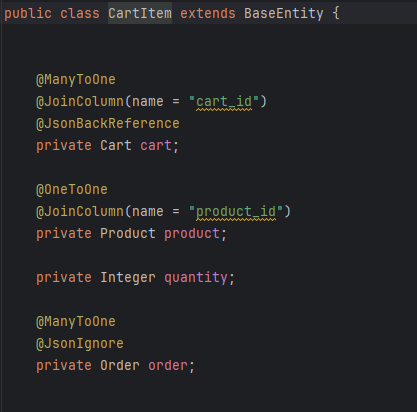 public class CartItem extends BaseEntity {
@ManyToOne
@JoinColumn(name = "cart_id")
@JsonBackReference
private Cart cart;
@OneToOne
@JoinColumn(name = "product_id")
private Product product;
private Integer quantity;
@ManyToOne
@JsonIgnore
private Order order;